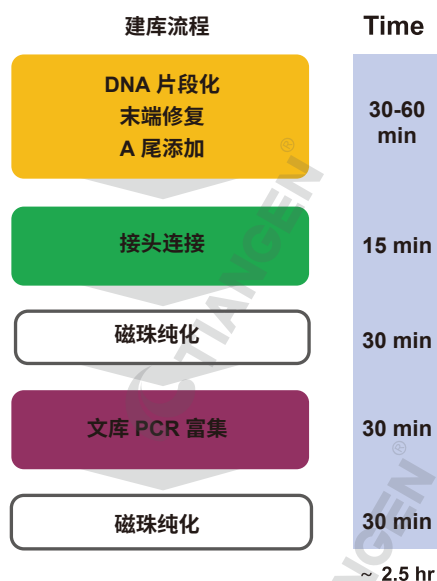 建库流程
Time
DNA 片段化
末端修复
A 尾添加
30-60
min
接头连接
15 min
磁珠纯化
30 min
文库 PCR 富集
30 min
磁珠纯化
30 min
~ 2.5 hr
TIANGEN®
ANGEN®